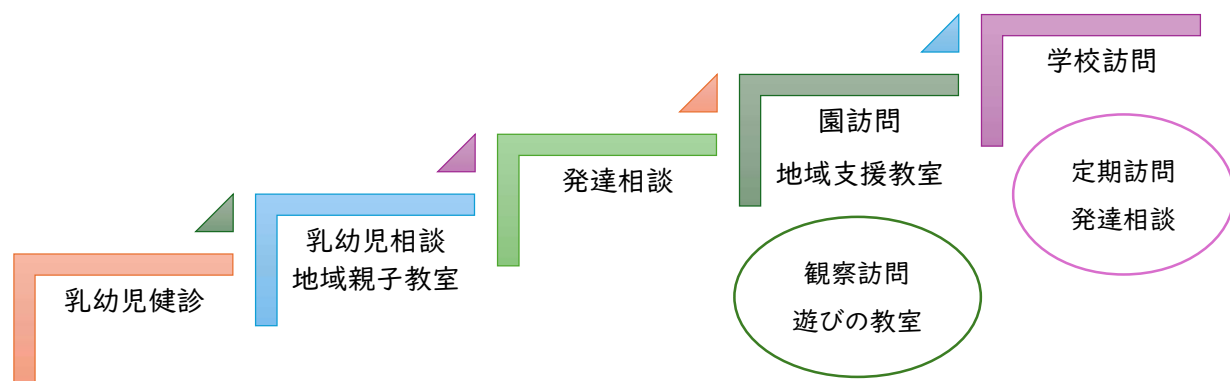 乳幼児健診
乳幼児相談
地域親子教室
発達相談
園訪問
地域支援教室
観察訪問
遊びの教室
学校訪問
定期訪問
発達相談